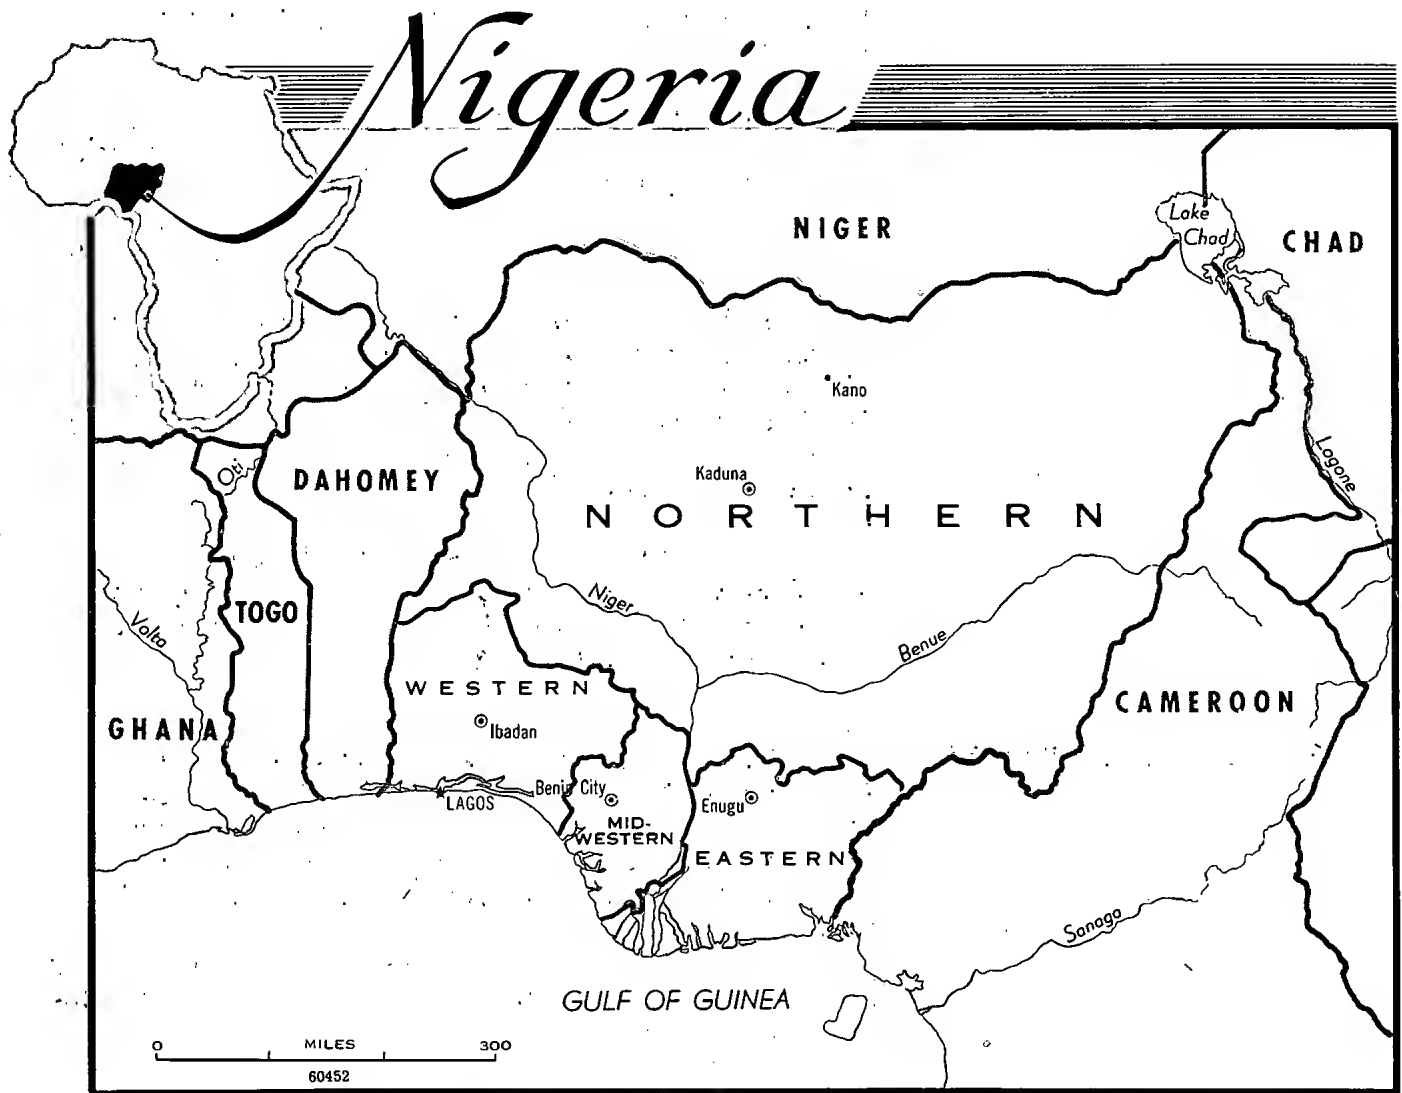 Nigeria
NIGER
Lake
Chad
CHAD
Kano
Kaduna
NORTHERN
Oti
DAHOMEY
Logone
TOGO
Volta
Niger
Benue
WESTERN
Ibadan
GHANA
CAMEROON
Benin City
LAGOS
Enugu
MID-
WESTERN
EASTERN
Sanaga
GULF OF GUINEA
0 MILES 300
60452